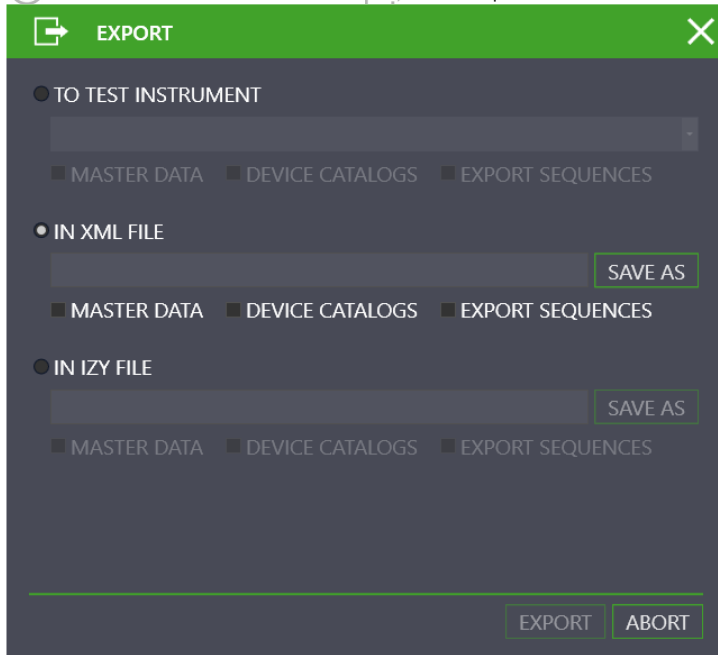 EXPORT
TO TEST INSTRUMENT
MASTER DATA DEVICE CATALOGS EXPORT SEQUENCES
IN XML FILE
SAVE AS
MASTER DATA DEVICE CATALOGS EXPORT SEQUENCES
IN IZY FILE
SAVE AS
MASTER DATA DEVICE CATALOGS EXPORT SEQUENCES
EXPORT ABORT